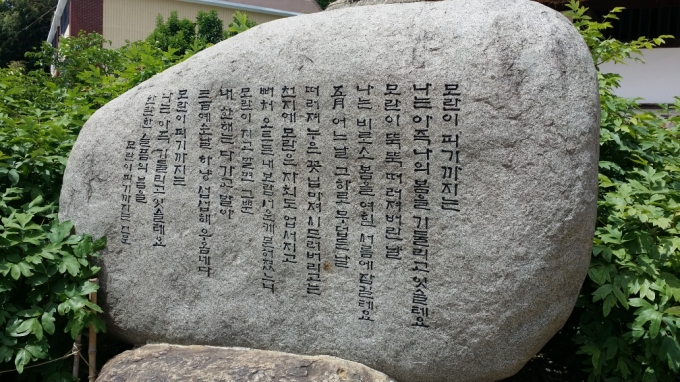 모란이 피기까지는
나는 아즉 나의 봄을 기둘리고 잇슬테요
모란이 뚝뚝 떠러져버린 날
나는 비로소 봄을 여흰 서름에 잠길테요
五月 어느날 그 하로 무덥든 날
떠러져 누은 꽃닙마저 시드러버리고는
천지에 모란은 자최도 업서지고
뻐처 오르든 내 보람 서운케 문허졌느니
모란이 지고 말면 그뿐
내 한해는 다 가고 말아
三百예순날 하냥 섭섭해 우옵네다
모란이 피기까지는
나는 아즉 기둘리고 잇슬테요
찬란한 슬픔의 봄을
모란이 피기까지는